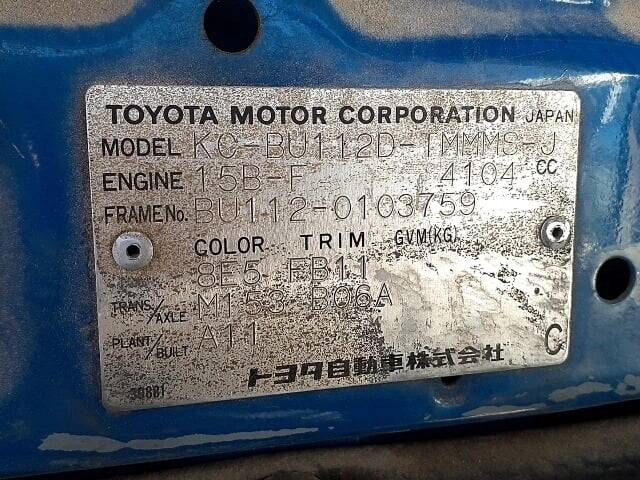 TOYOTA MOTOR CORPORATION JAPAN
MODEL KC-BU112D-TMMMS-J
ENGINE 15B-F 4104 CC
FRAME No. BU112-0103759
COLOR TRIM GVM(KG)
8E5 FB11
TRANS/AXLE M153 B06A
PLANT/BUILT A11
トヨタ自動車株式会社 C
30881